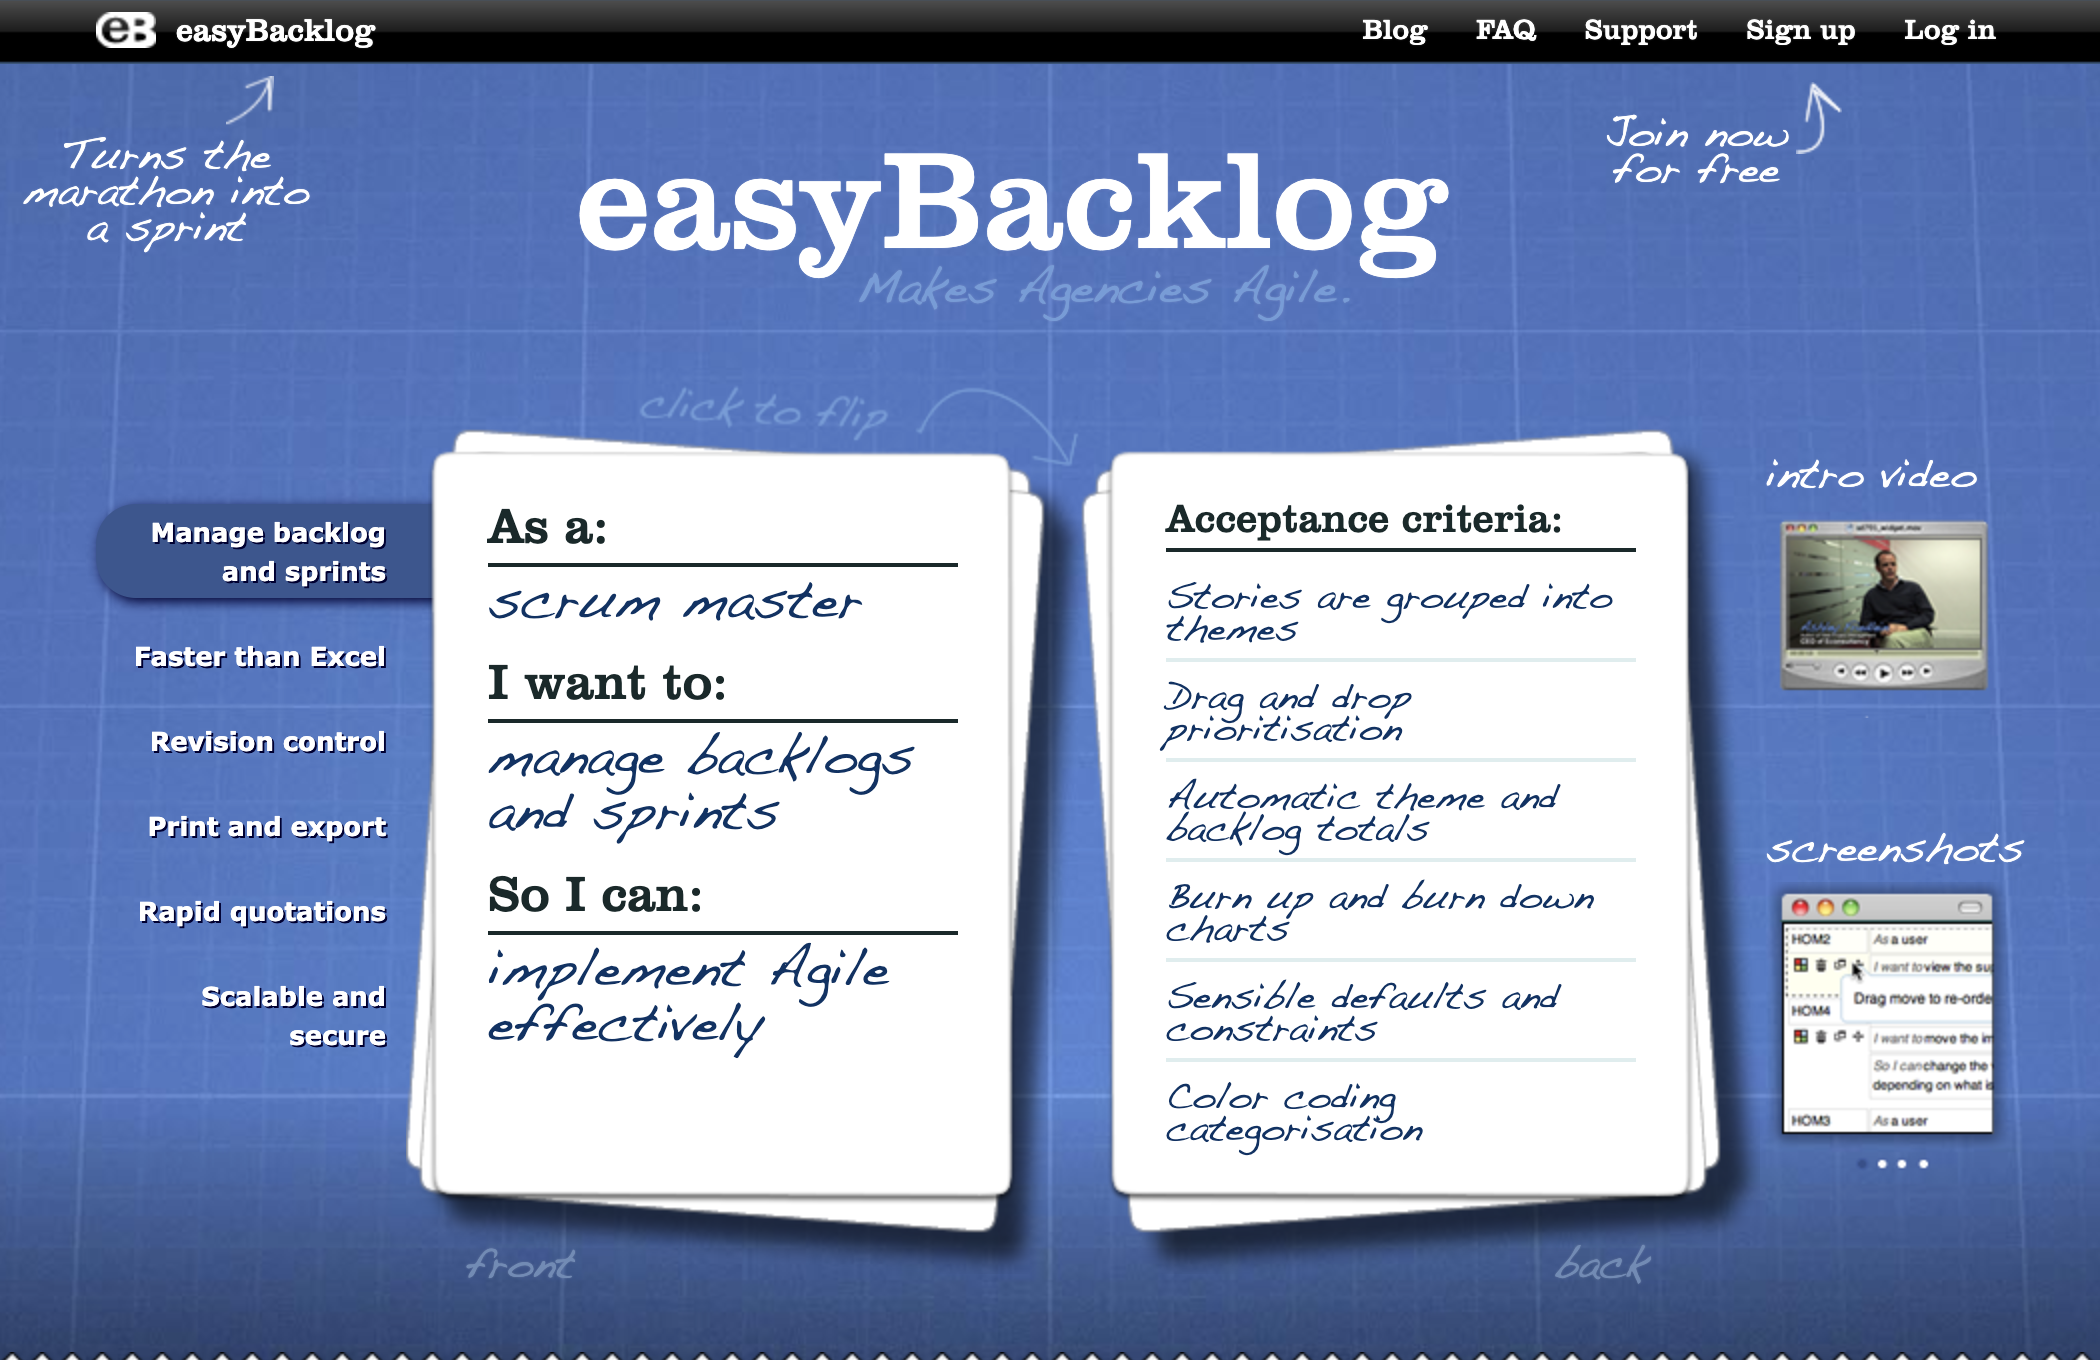 eB easyBacklog
Blog FAQ Support Sign up Log in
Turns the
marathon into
a sprint
Join now
for free
easyBacklog
Makes Agencies Agile.
click to flip
Manage backlog
and sprints
Faster than Excel
Revision control
Print and export
Rapid quotations
Scalable and
secure
As a:
scrum master
I want to:
manage backlogs
and sprints
So I can:
implement Agile
effectively
front
Acceptance criteria:
Stories are grouped into
themes
Drag and drop
prioritisation
Automatic theme and
backlog totals
Burn up and burn down
charts
Sensible defaults and
constraints
Color coding
categorisation
back
intro video
screenshots
HOM2 As a user
I want to view the su
Drag move to re-orde
HOM4
I want to move the im
So I can change the
depending on what is
HOM3 As a user